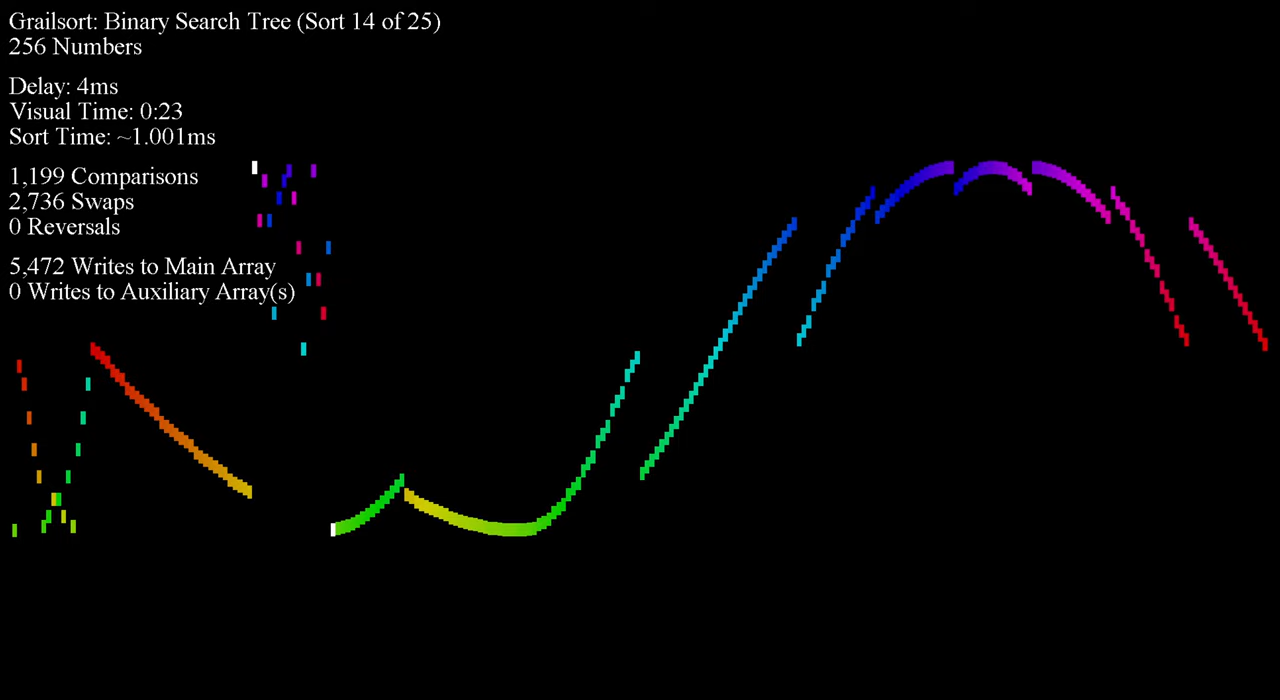 Grailsort: Binary Search Tree (Sort 14 of 25)
256 Numbers
Delay: 4ms
Visual Time: 0:23
Sort Time: ~1.001ms
1,199 Comparisons
2,736 Swaps
0 Reversals
5,472 Writes to Main Array
0 Writes to Auxiliary Array(s)